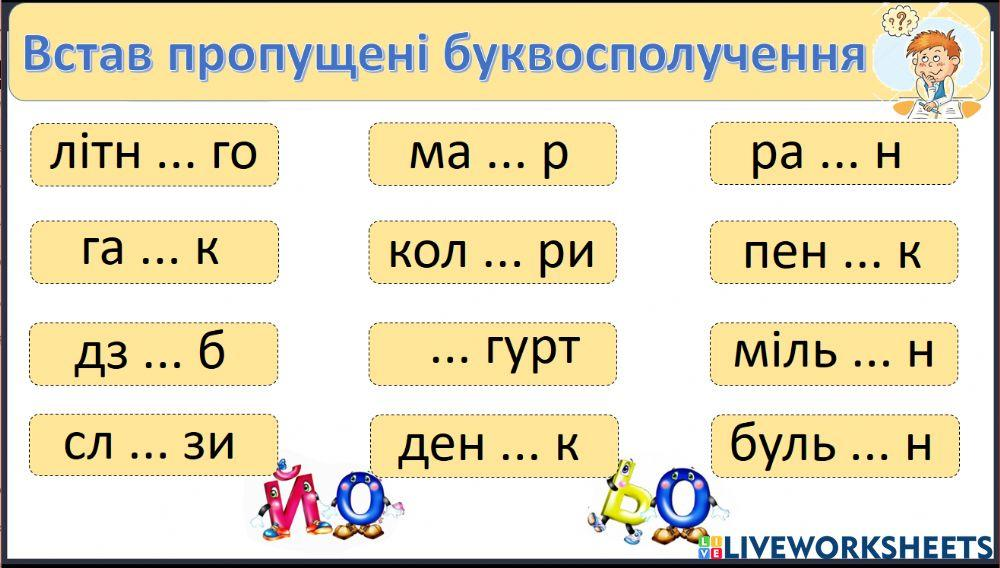 Встав пропущені буквосполучення
літн ... го
ма ... р
ра ... н
га ... к
кол ... ри
пен ... к
дз ... б
... гурт
міль ... н
сл ... зи
ден ... к
буль ... н
йо
ьо
LIVEWORKSHEETS